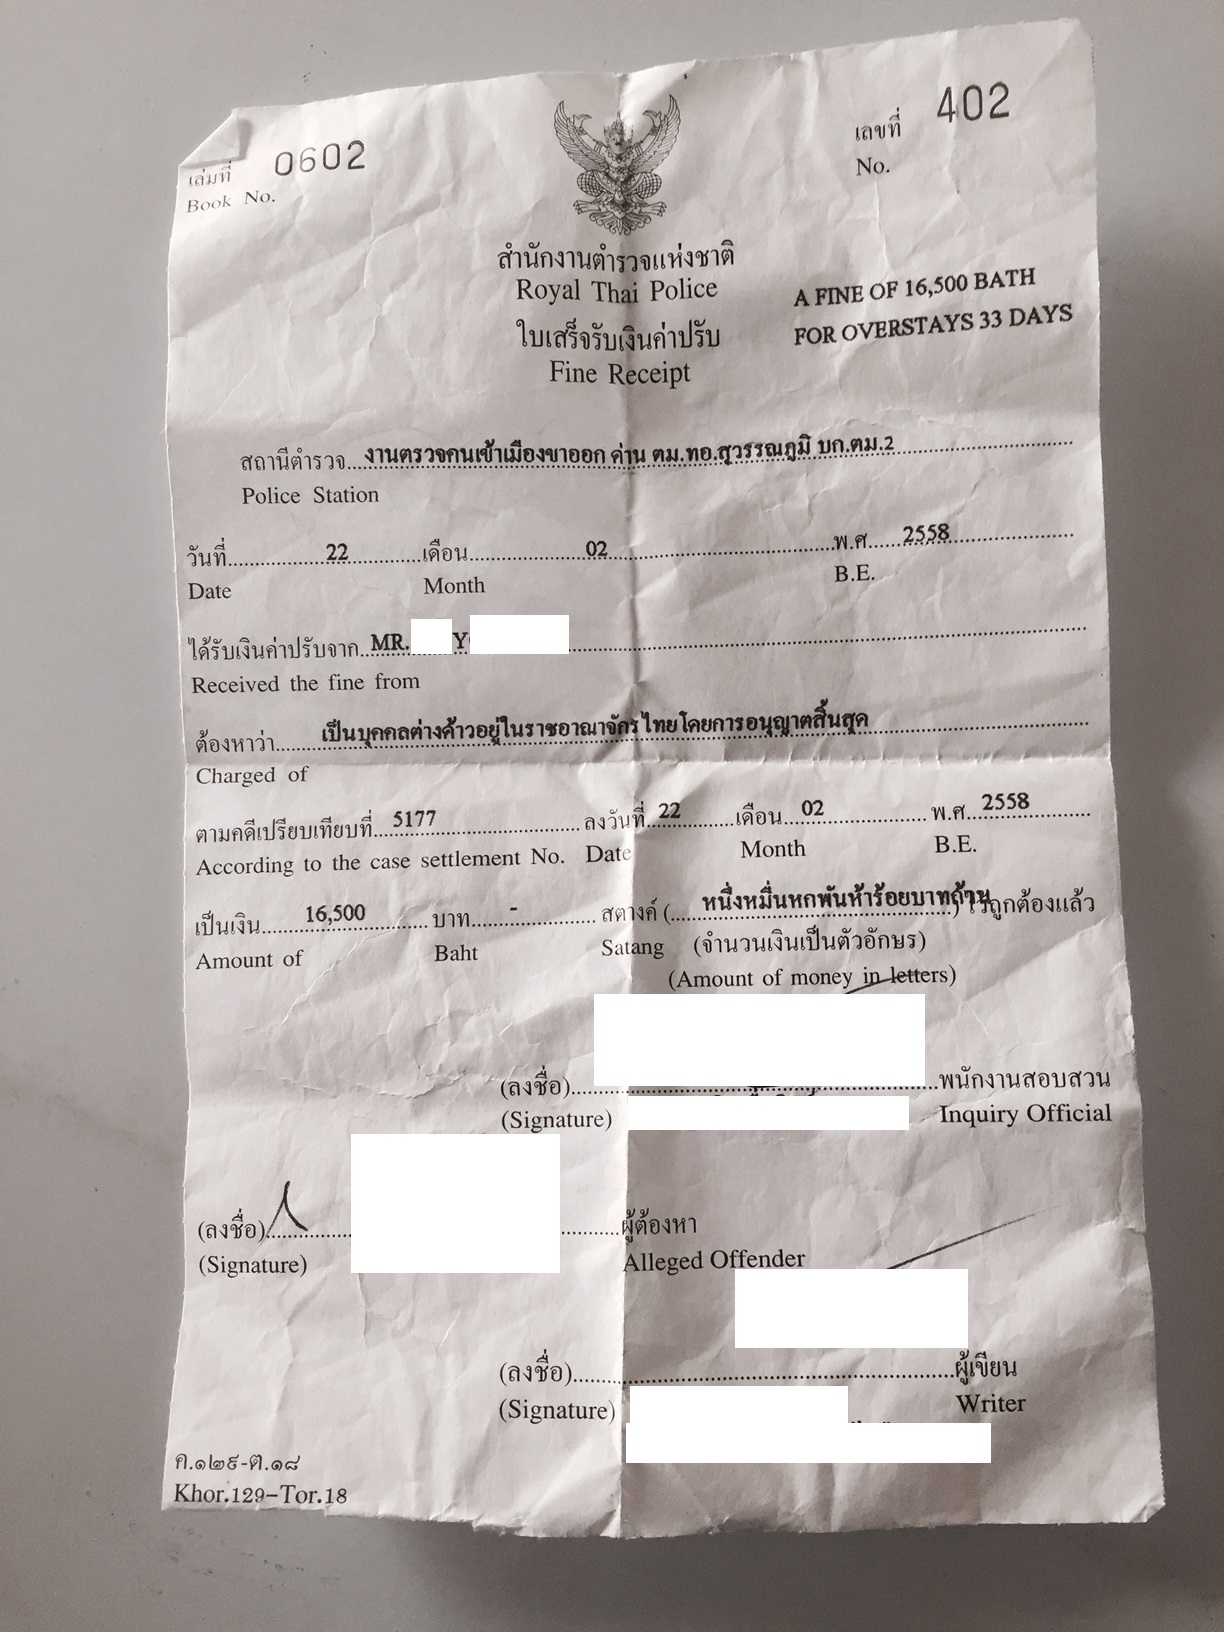 เล่มที่ 0602
Book No.
เลขที่ 402
No.
สำนักงานตำรวจแห่งชาติ
Royal Thai Police
ใบเสร็จรับเงินค่าปรับ
Fine Receipt
A FINE OF 16,500 BATH
FOR OVERSTAYS 33 DAYS
สถานีตำรวจ งานตรวจคนเข้าเมืองขาออก ด่าน ตม.ทอ.สุวรรณภูมิ บก.ตม.2
Police Station
วันที่ 22 เดือน 02 พ.ศ. 2558
Date Month B.E.
ได้รับเงินค่าปรับจาก MR. Y
Received the fine from
ต้องหาว่า เป็นบุคคลต่างด้าวอยู่ในราชอาณาจักรไทยโดยการอนุญาตสิ้นสุด
Charged of
ตามคดีเปรียบเทียบที่ 5177 ลงวันที่ 22 เดือน 02 พ.ศ. 2558
According to the case settlement No. Date Month B.E.
เป็นเงิน 16,500 บาท - สตางค์ (หนึ่งหมื่นหกพันห้าร้อยบาทถ้วน) ไว้ถูกต้องแล้ว
Amount of Baht Satang (จำนวนเงินเป็นตัวอักษร)
(Amount of money in letters)
(ลงชื่อ) พนักงานสอบสวน
(Signature) Inquiry Official
(ลงชื่อ) ผู้ต้องหา
(Signature) Alleged Offender
(ลงชื่อ) ผู้เขียน
(Signature) Writer
ค.๑๒๙-ต.๑๘
Khor.129-Tor.18